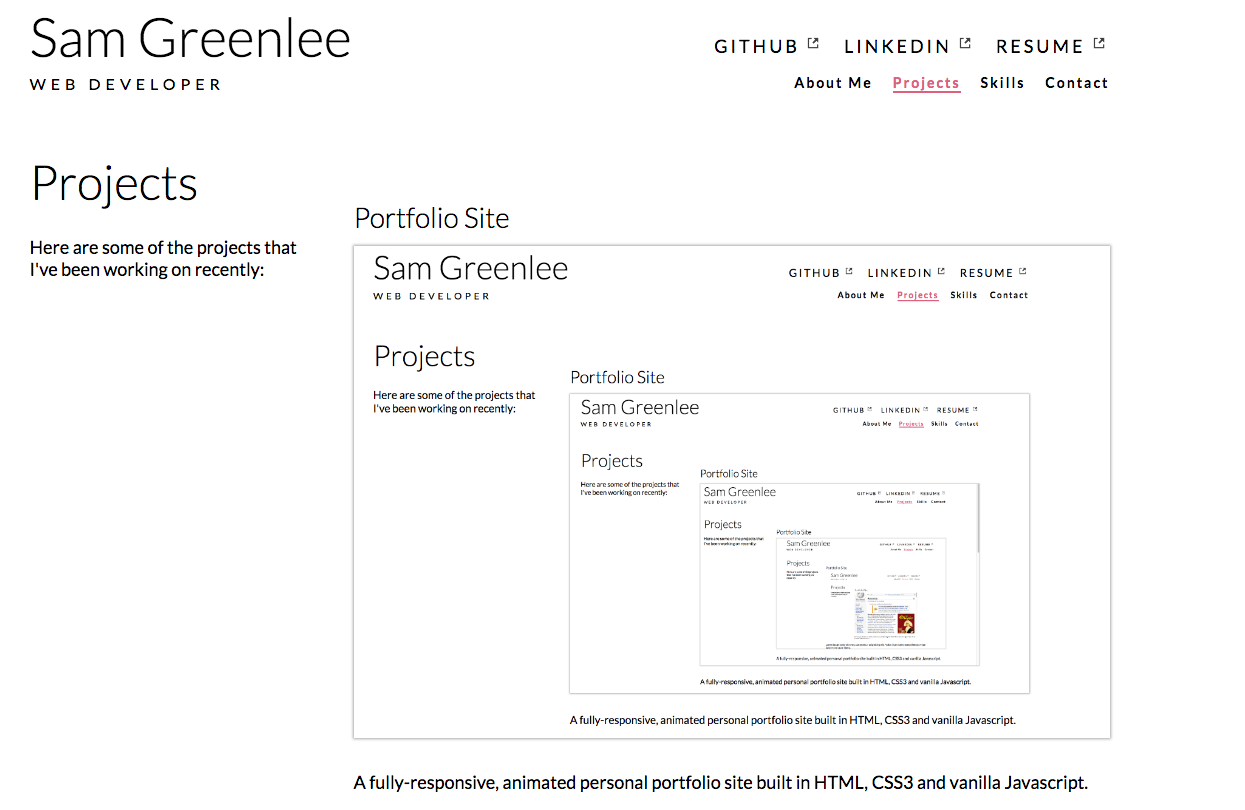 Sam Greenlee
WEB DEVELOPER
GITHUB LINKEDIN RESUME
About Me Projects Skills Contact
Projects
Here are some of the projects that
I've been working on recently:
Portfolio Site
Sam Greenlee
WEB DEVELOPER
GITHUB LINKEDIN RESUME
About Me Projects Skills Contact
Projects
Here are some of the projects that
I've been working on recently:
Portfolio Site
Sam Greenlee
WEB DEVELOPER
GITHUB LINKEDIN RESUME
About Me Projects Skills Contact
Projects
Here are some of the projects that
I've been working on recently:
Portfolio Site
Sam Greenlee
WEB DEVELOPER
GITHUB LINKEDIN RESUME
About Me Projects Skills Contact
Projects
Here are some of the projects that
I've been working on recently:
Portfolio Site
Sam Greenlee
Projects
Portfolio Site
Sam Greenlee
Projects
A fully-responsive, animated personal portfolio site built in HTML, CSS3 and vanilla Javascript.
A fully-responsive, animated personal portfolio site built in HTML, CSS3 and vanilla Javascript.
A fully-responsive, animated personal portfolio site built in HTML, CSS3 and vanilla Javascript.
A fully-responsive, animated personal portfolio site built in HTML, CSS3 and vanilla Javascript.